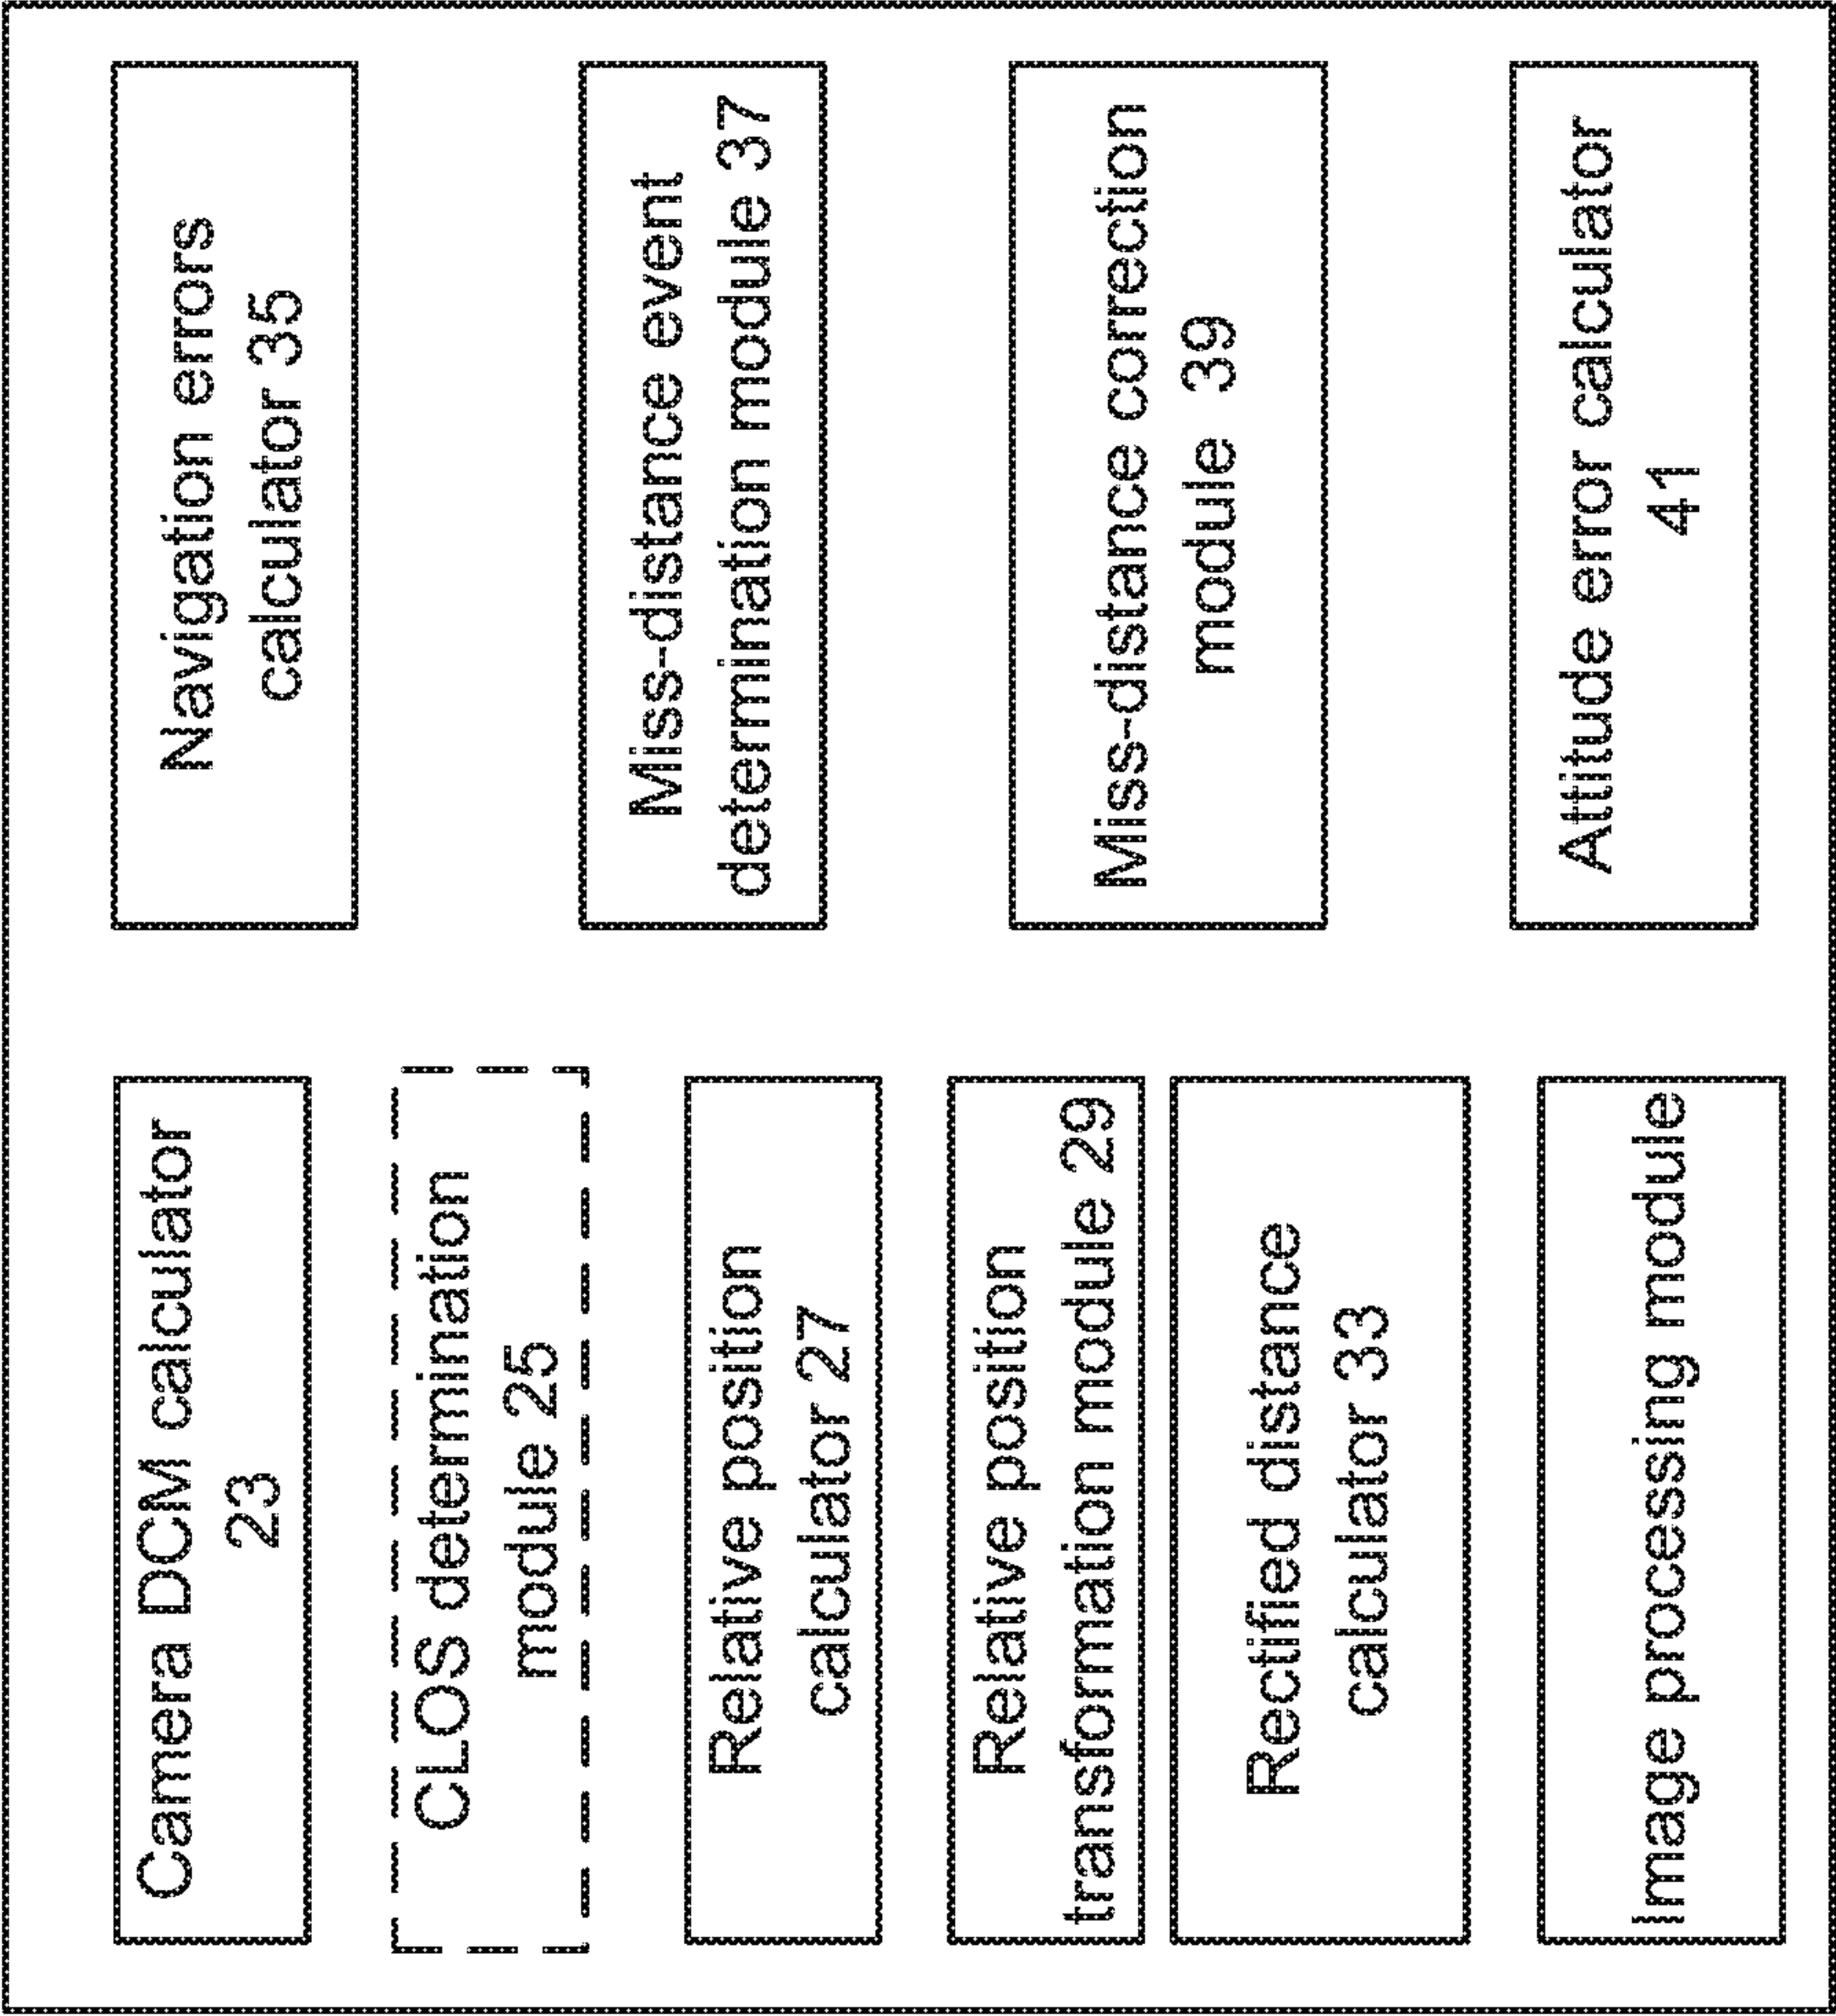 Camera DCM calculator
23
CLOS determination
module 25
Relative position
calculator 27
Relative position
transformation module 29
Rectified distance
calculator 33
Image processing module
Navigation errors
calculator 35
Miss-distance event
determination module 37
Miss-distance correction
module 39
Attitude error calculator
41